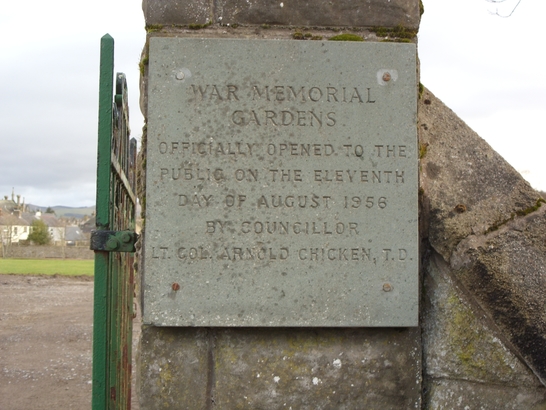 WAR MEMORIAL
GARDENS
OFFICIALLY OPENED TO THE
PUBLIC ON THE ELEVENTH
DAY OF AUGUST 1956
BY COUNCILLOR
LT. COL. ARNOLD CHICKEN, T.D.